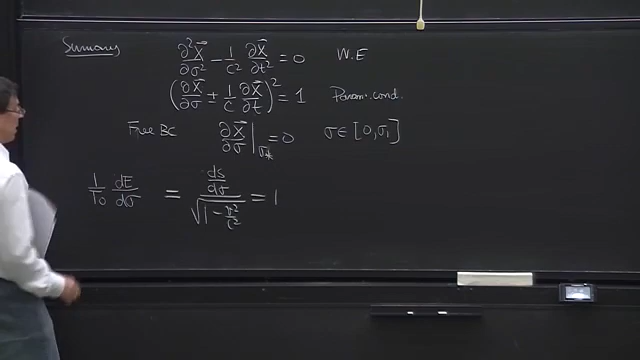 Summary ∂²X⃗/∂σ² − 1/c² ∂²X⃗/∂t² = 0 W.E
(∂X⃗/∂σ ± 1/c ∂X⃗/∂t)² = 1 Param. cond.
Free BC ∂X⃗/∂σ|σ* = 0 σ ∈ [0, σ₁]
1/T₀ dE/dσ = (ds/dσ)/√(1 − v²/c²) = 1